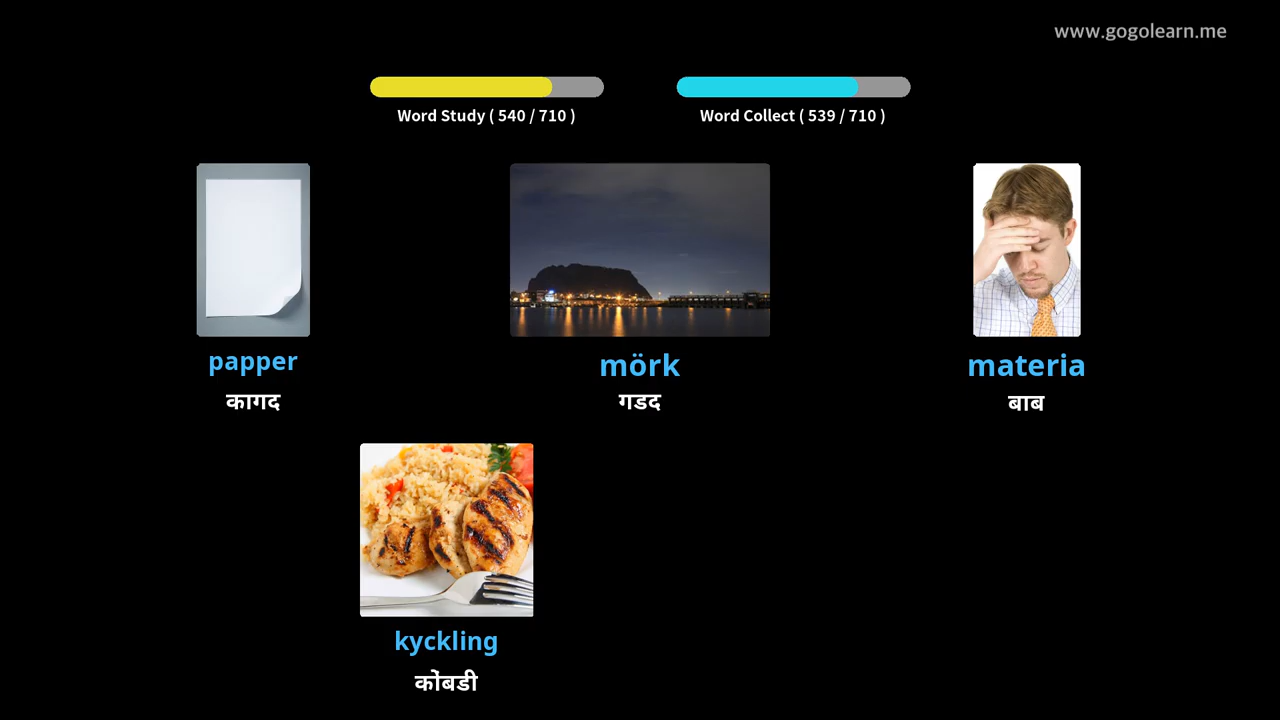 www.gogolearn.me
Word Study ( 540 / 710 )
Word Collect ( 539 / 710 )
papper
कागद
mörk
गडद
materia
बाब
kyckling
कोंबडी